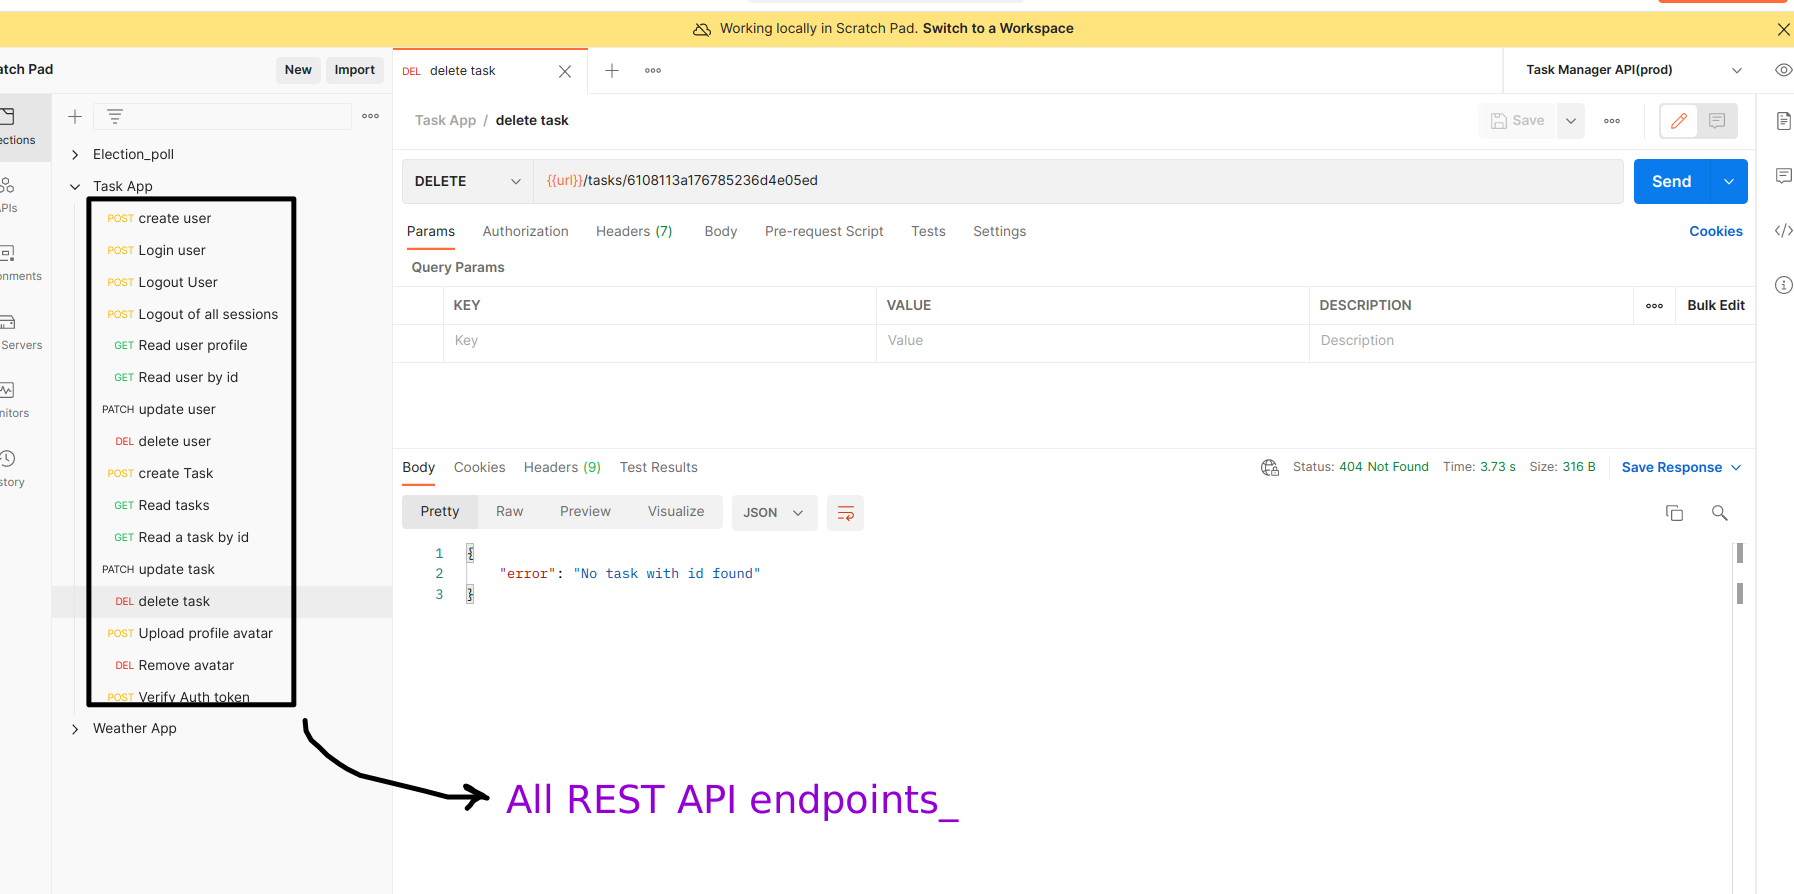 Working locally in Scratch Pad. Switch to a Workspace
atch Pad
New
Import
DEL delete task
Task Manager API(prod)
ections
APIs
onments
Servers
nitors
story
Election_poll
Task App
POST create user
POST Login user
POST Logout User
POST Logout of all sessions
GET Read user profile
GET Read user by id
PATCH update user
DEL delete user
POST create Task
GET Read tasks
GET Read a task by id
PATCH update task
DEL delete task
POST Upload profile avatar
DEL Remove avatar
POST Verify Auth token
Weather App
Task App / delete task
Save
DELETE
{{url}}/tasks/6108113a176785236d4e05ed
Send
Params Authorization Headers (7) Body Pre-request Script Tests Settings
Cookies
Query Params
KEY VALUE DESCRIPTION
Bulk Edit
Key Value Description
Body Cookies Headers (9) Test Results
Status: 404 Not Found Time: 3.73 s Size: 316 B
Save Response
Pretty Raw Preview Visualize
JSON
1 {
2 "error": "No task with id found"
3 }
All REST API endpoints_